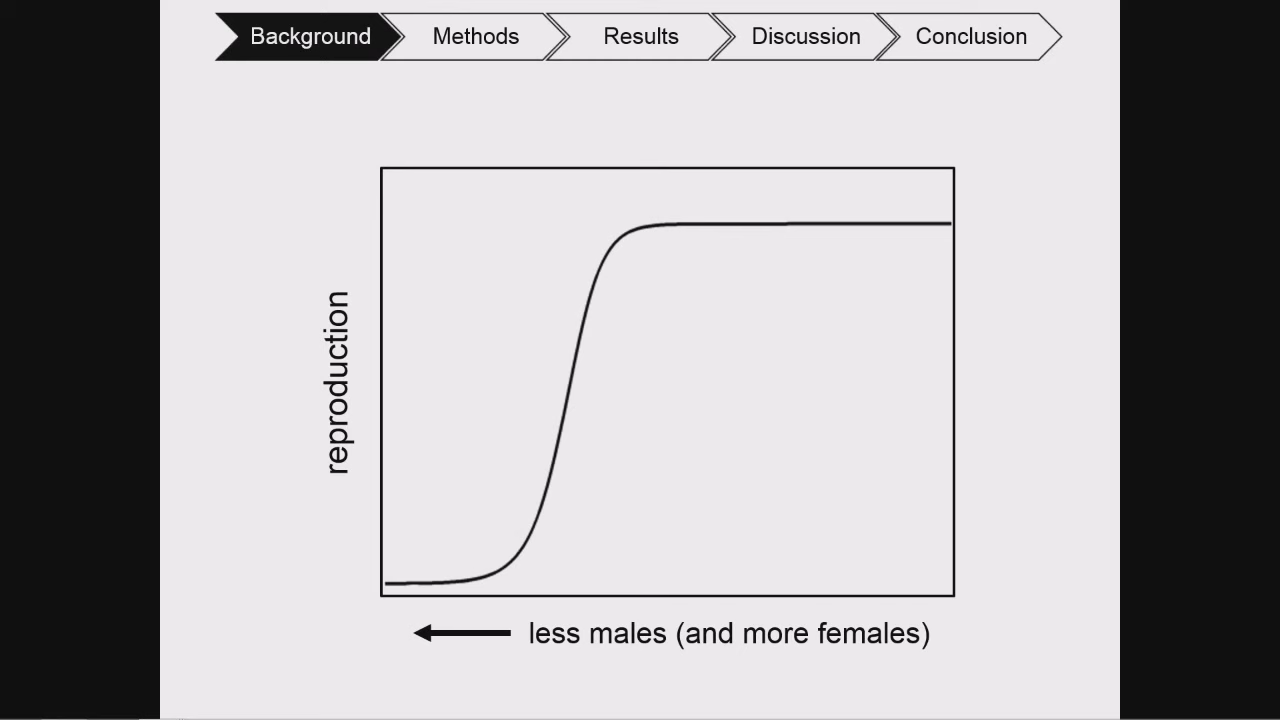 Background
Methods
Results
Discussion
Conclusion
reproduction
less males (and more females)